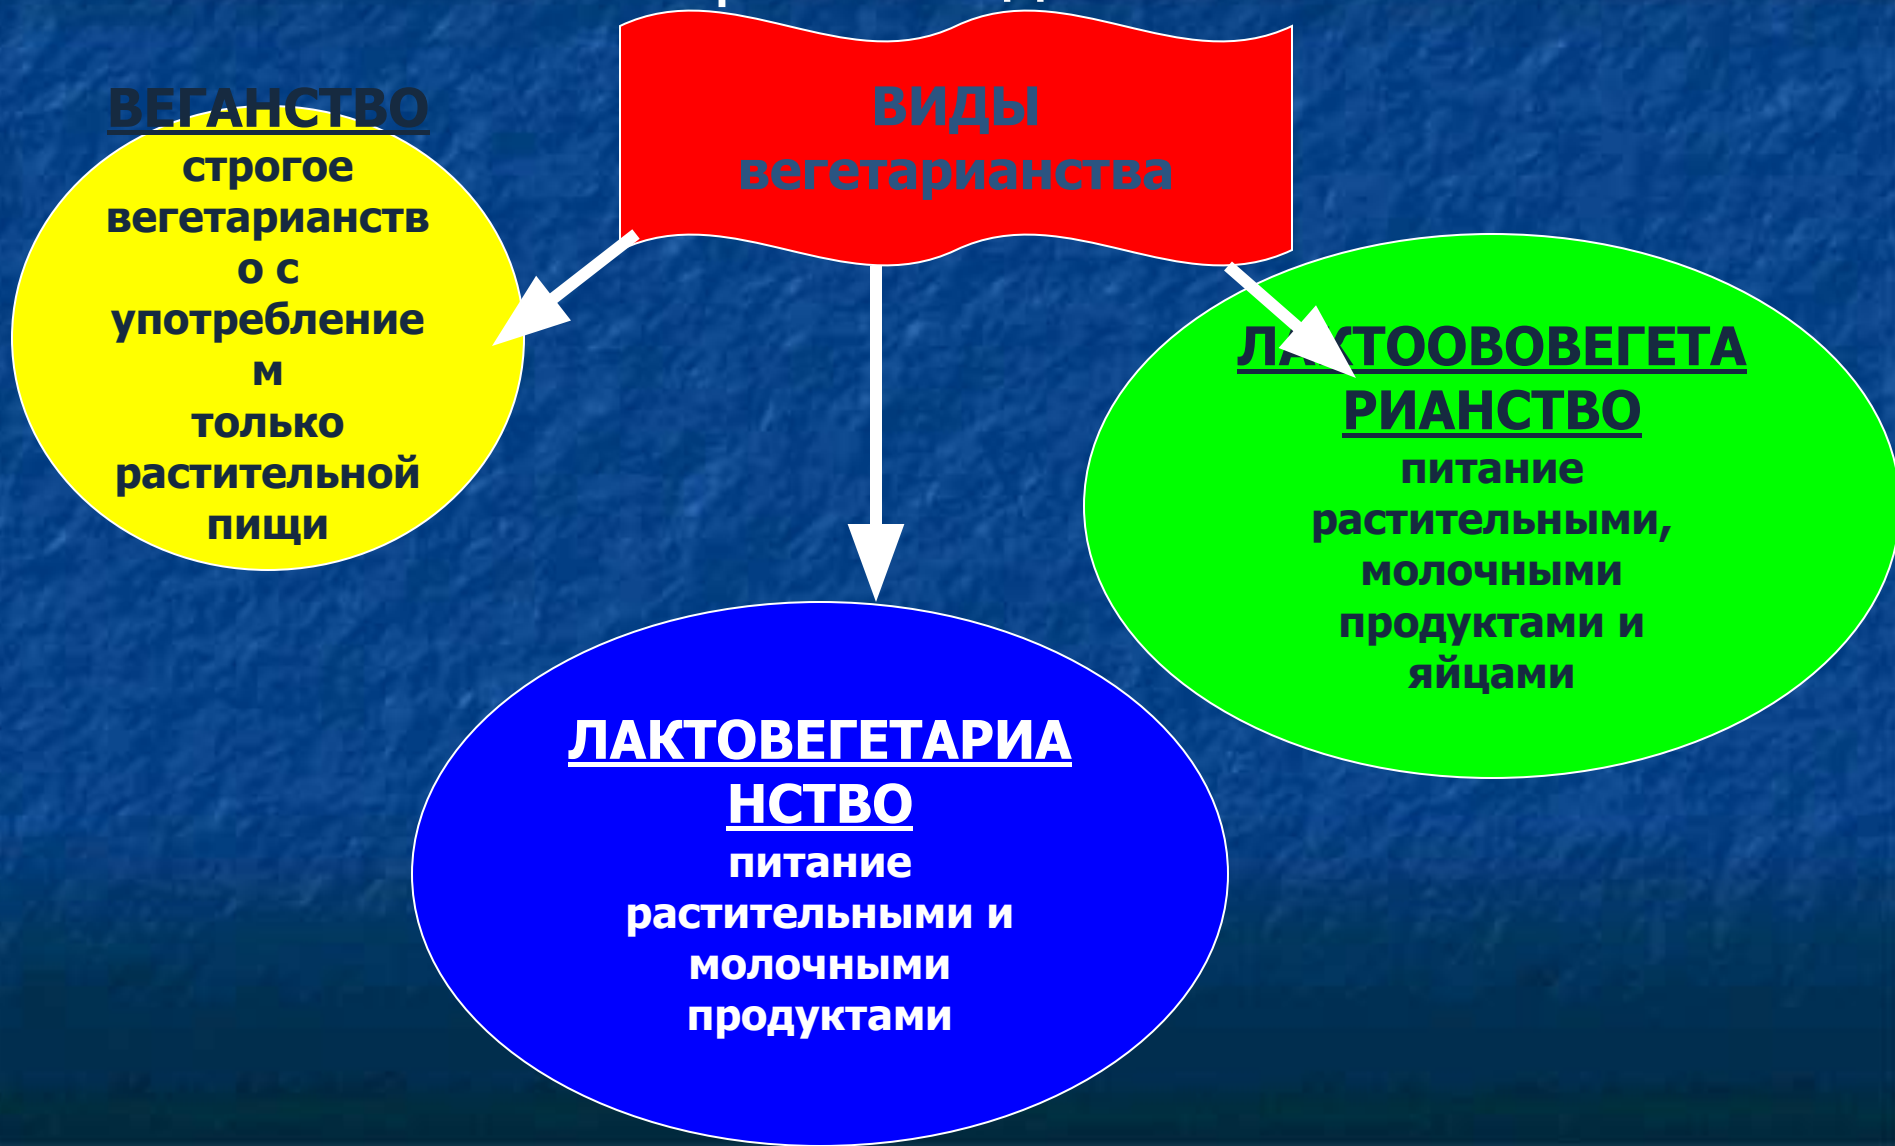 ВИДЫ
вегетарианства
ВЕГАНСТВО
строгое
вегетарианств
о с
употребление
м
только
растительной
пищи
ЛАКТООВОВЕГЕТА
РИАНСТВО
питание
растительными,
молочными
продуктами и
яйцами
ЛАКТОВЕГЕТАРИА
НСТВО
питание
растительными и
молочными
продуктами